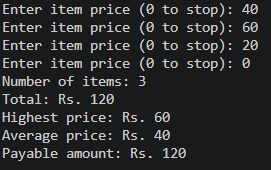 Enter item price (0 to stop): 40
Enter item price (0 to stop): 60
Enter item price (0 to stop): 20
Enter item price (0 to stop): 0
Number of items: 3
Total: Rs. 120
Highest price: Rs. 60
Average price: Rs. 40
Payable amount: Rs. 120